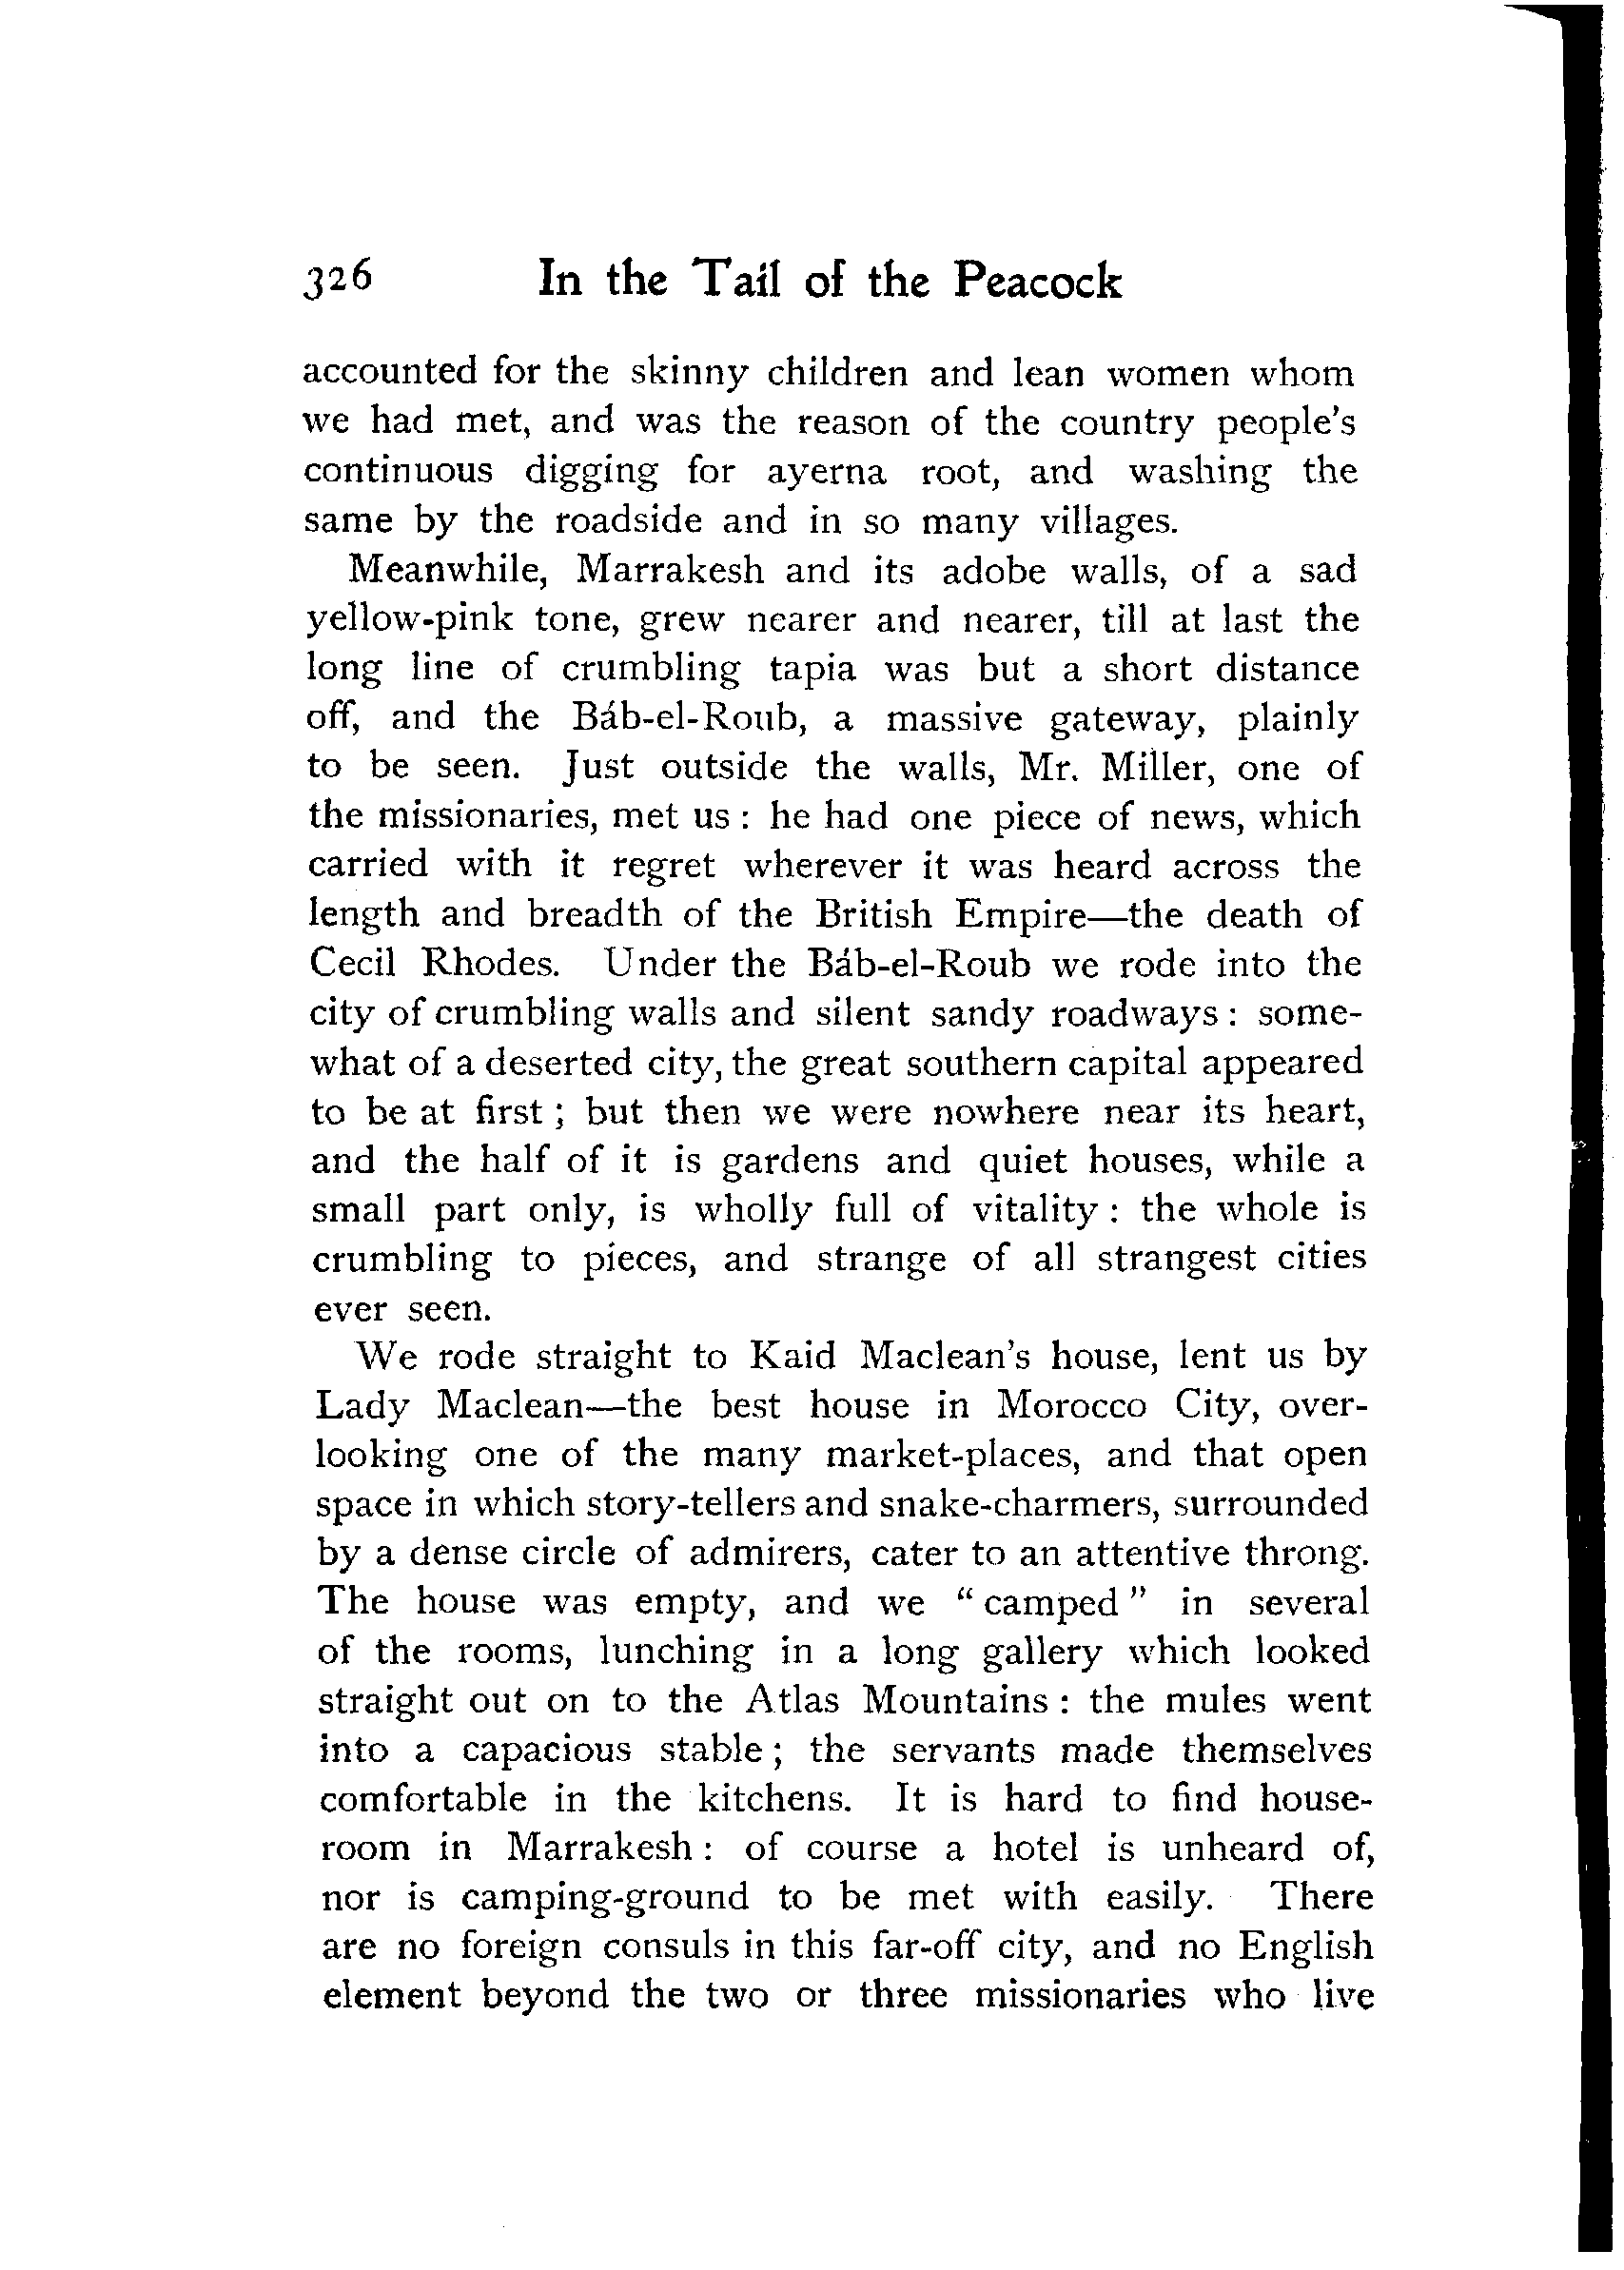 326 In the Tail of the Peacock
accounted for the skinny children and lean women whom
we had met, and was the reason of the country people's
continuous digging for ayerna root, and washing the
same by the roadside and in so many villages.
Meanwhile, Marrakesh and its adobe walls, of a sad
yellow-pink tone, grew nearer and nearer, till at last the
long line of crumbling tapia was but a short distance
off, and the Báb-el-Roub, a massive gateway, plainly
to be seen. Just outside the walls, Mr. Miller, one of
the missionaries, met us : he had one piece of news, which
carried with it regret wherever it was heard across the
length and breadth of the British Empire—the death of
Cecil Rhodes. Under the Báb-el-Roub we rode into the
city of crumbling walls and silent sandy roadways : some-
what of a deserted city, the great southern capital appeared
to be at first ; but then we were nowhere near its heart,
and the half of it is gardens and quiet houses, while a
small part only, is wholly full of vitality : the whole is
crumbling to pieces, and strange of all strangest cities
ever seen.
We rode straight to Kaid Maclean's house, lent us by
Lady Maclean—the best house in Morocco City, over-
looking one of the many market-places, and that open
space in which story-tellers and snake-charmers, surrounded
by a dense circle of admirers, cater to an attentive throng.
The house was empty, and we " camped " in several
of the rooms, lunching in a long gallery which looked
straight out on to the Atlas Mountains : the mules went
into a capacious stable ; the servants made themselves
comfortable in the kitchens. It is hard to find house-
room in Marrakesh : of course a hotel is unheard of,
nor is camping-ground to be met with easily. There
are no foreign consuls in this far-off city, and no English
element beyond the two or three missionaries who live